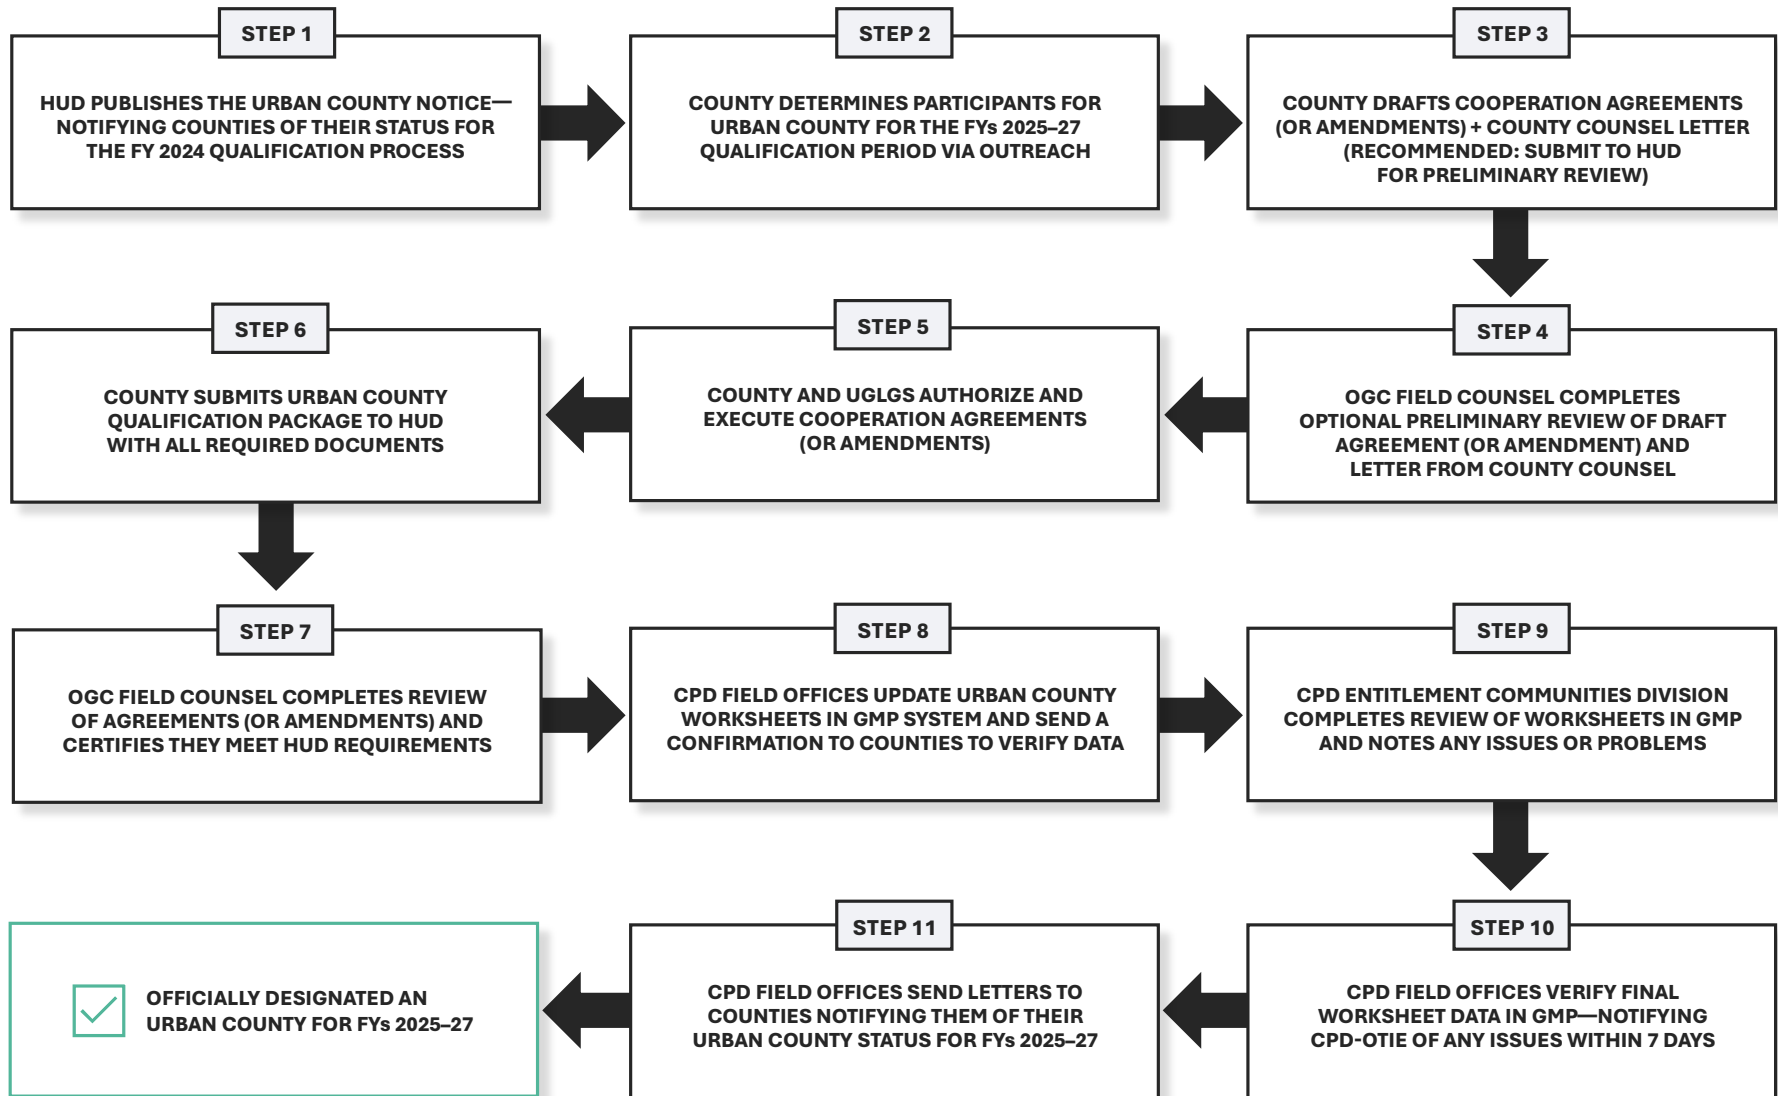 STEP 1
HUD PUBLISHES THE URBAN COUNTY NOTICE—
NOTIFYING COUNTIES OF THEIR STATUS FOR
THE FY 2024 QUALIFICATION PROCESS
STEP 2
COUNTY DETERMINES PARTICIPANTS FOR
URBAN COUNTY FOR THE FYs 2025–27
QUALIFICATION PERIOD VIA OUTREACH
STEP 3
COUNTY DRAFTS COOPERATION AGREEMENTS
(OR AMENDMENTS) + COUNTY COUNSEL LETTER
(RECOMMENDED: SUBMIT TO HUD
FOR PRELIMINARY REVIEW)
STEP 4
OGC FIELD COUNSEL COMPLETES
OPTIONAL PRELIMINARY REVIEW OF DRAFT
AGREEMENT (OR AMENDMENT) AND
LETTER FROM COUNTY COUNSEL
STEP 5
COUNTY AND UGLGS AUTHORIZE AND
EXECUTE COOPERATION AGREEMENTS
(OR AMENDMENTS)
STEP 6
COUNTY SUBMITS URBAN COUNTY
QUALIFICATION PACKAGE TO HUD
WITH ALL REQUIRED DOCUMENTS
STEP 7
OGC FIELD COUNSEL COMPLETES REVIEW
OF AGREEMENTS (OR AMENDMENTS) AND
CERTIFIES THEY MEET HUD REQUIREMENTS
STEP 8
CPD FIELD OFFICES UPDATE URBAN COUNTY
WORKSHEETS IN GMP SYSTEM AND SEND A
CONFIRMATION TO COUNTIES TO VERIFY DATA
STEP 9
CPD ENTITLEMENT COMMUNITIES DIVISION
COMPLETES REVIEW OF WORKSHEETS IN GMP
AND NOTES ANY ISSUES OR PROBLEMS
STEP 10
CPD FIELD OFFICES VERIFY FINAL
WORKSHEET DATA IN GMP—NOTIFYING
CPD-OTIE OF ANY ISSUES WITHIN 7 DAYS
STEP 11
CPD FIELD OFFICES SEND LETTERS TO
COUNTIES NOTIFYING THEM OF THEIR
URBAN COUNTY STATUS FOR FYs 2025–27
OFFICIALLY DESIGNATED AN
URBAN COUNTY FOR FYs 2025–27